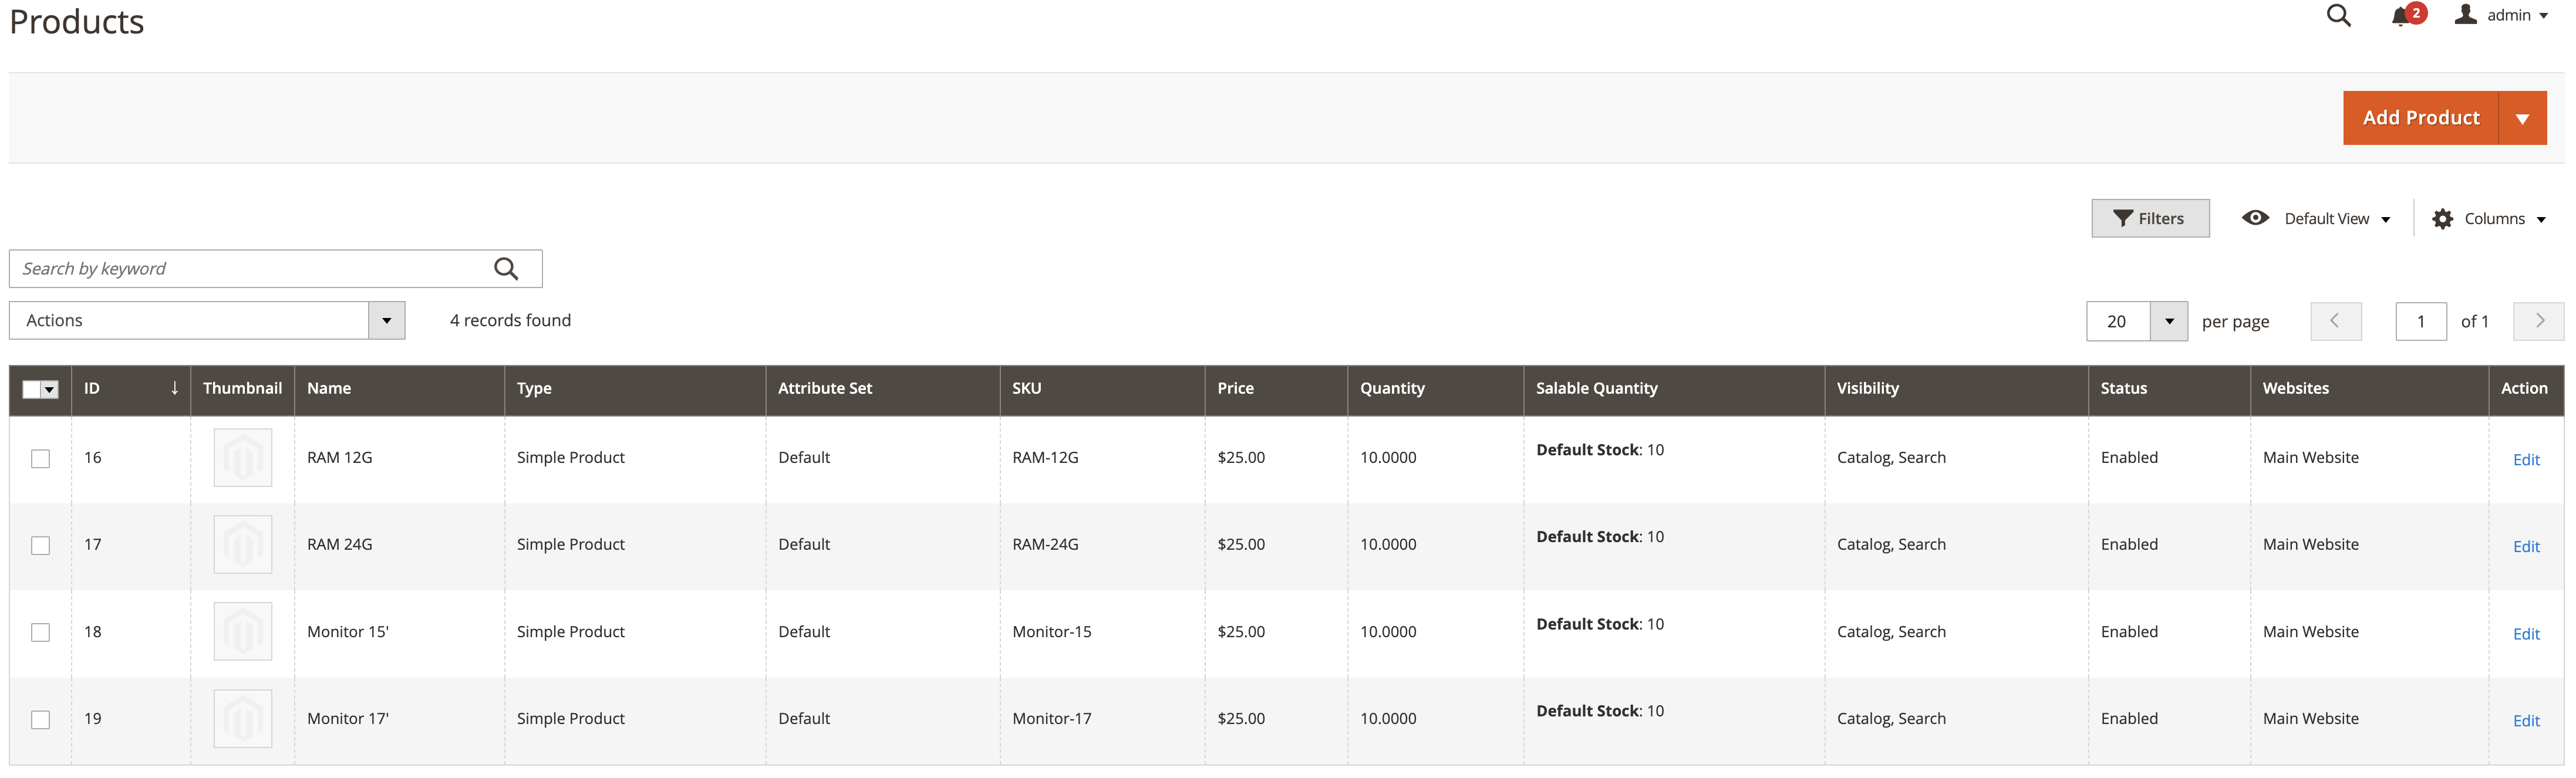 Products
2
admin
Add Product
Filters
Default View
Columns
Search by keyword
Actions
4 records found
20 per page
1 of 1
ID Thumbnail Name Type Attribute Set SKU Price Quantity Salable Quantity Visibility Status Websites Action
16 RAM 12G Simple Product Default RAM-12G $25.00 10.0000 Default Stock: 10 Catalog, Search Enabled Main Website Edit
17 RAM 24G Simple Product Default RAM-24G $25.00 10.0000 Default Stock: 10 Catalog, Search Enabled Main Website Edit
18 Monitor 15' Simple Product Default Monitor-15 $25.00 10.0000 Default Stock: 10 Catalog, Search Enabled Main Website Edit
19 Monitor 17' Simple Product Default Monitor-17 $25.00 10.0000 Default Stock: 10 Catalog, Search Enabled Main Website Edit